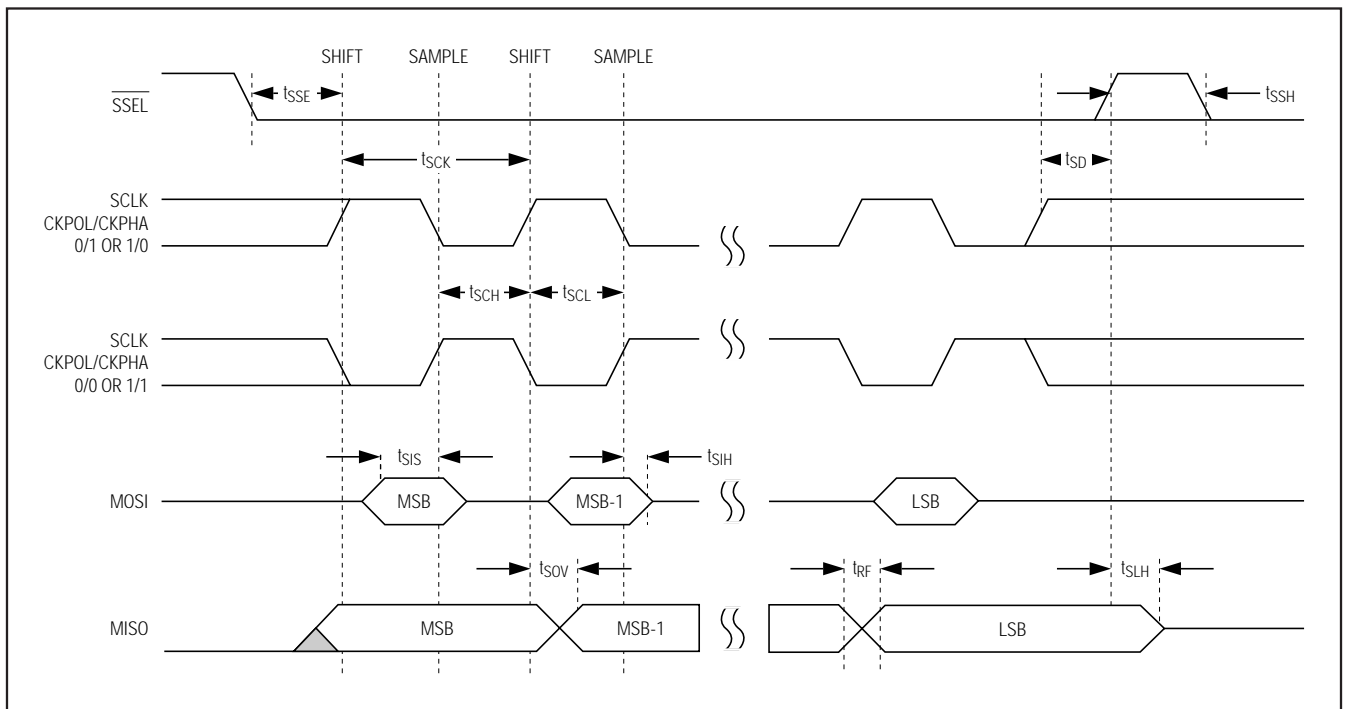 SHIFT SAMPLE SHIFT SAMPLE
SSEL
tSSE
tSSH
tSCK
tSD
SCLK
CKPOL/CKPHA
0/1 OR 1/0
tSCH
tSCL
SCLK
CKPOL/CKPHA
0/0 OR 1/1
tSIS
tSIH
MOSI
MSB
MSB-1
LSB
tSOV
tRF
tSLH
MISO
MSB
MSB-1
LSB